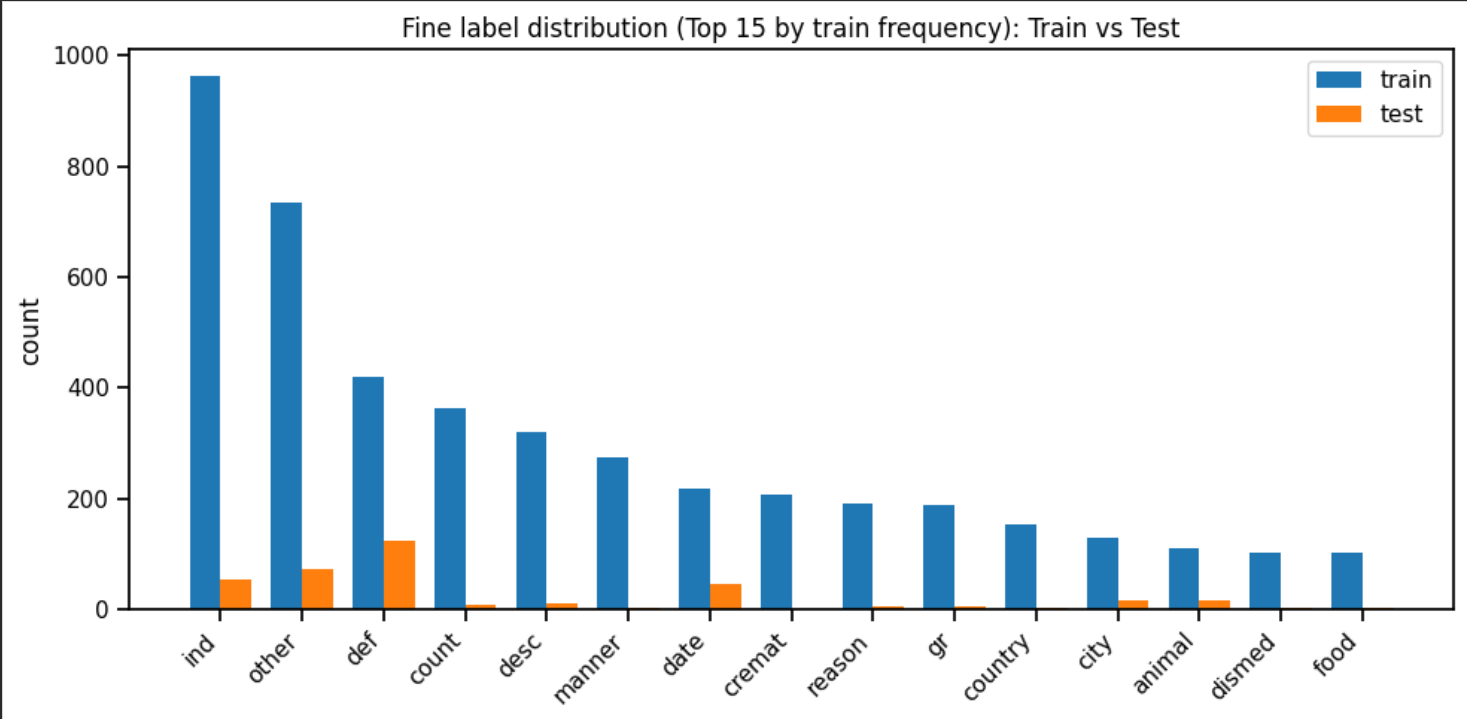 Fine label distribution (Top 15 by train frequency): Train vs Test
train
test
count
1000
800
600
400
200
0
ind
other
def
count
desc
manner
date
cremat
reason
gr
country
city
animal
dismed
food